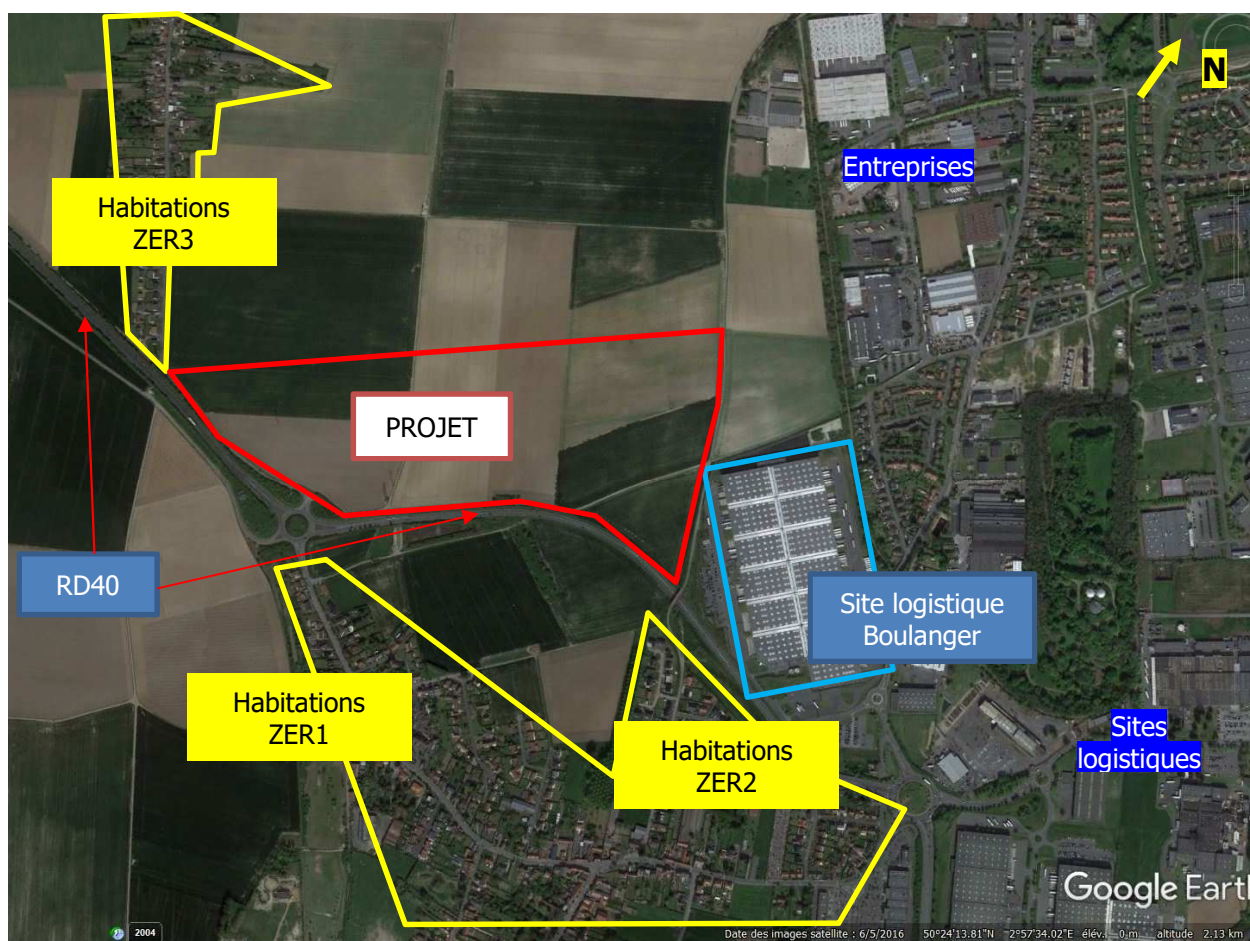 N
Entreprises
Habitations
ZER3
PROJET
RD40
Site logistique
Boulanger
Habitations
ZER1
Habitations
ZER2
Sites
logistiques
Google Eart
2004
Date des images satellite : 6/5/2016 50°24'13.81"N 2°57'34.02"E élév. 0 m altitude 2.13 km